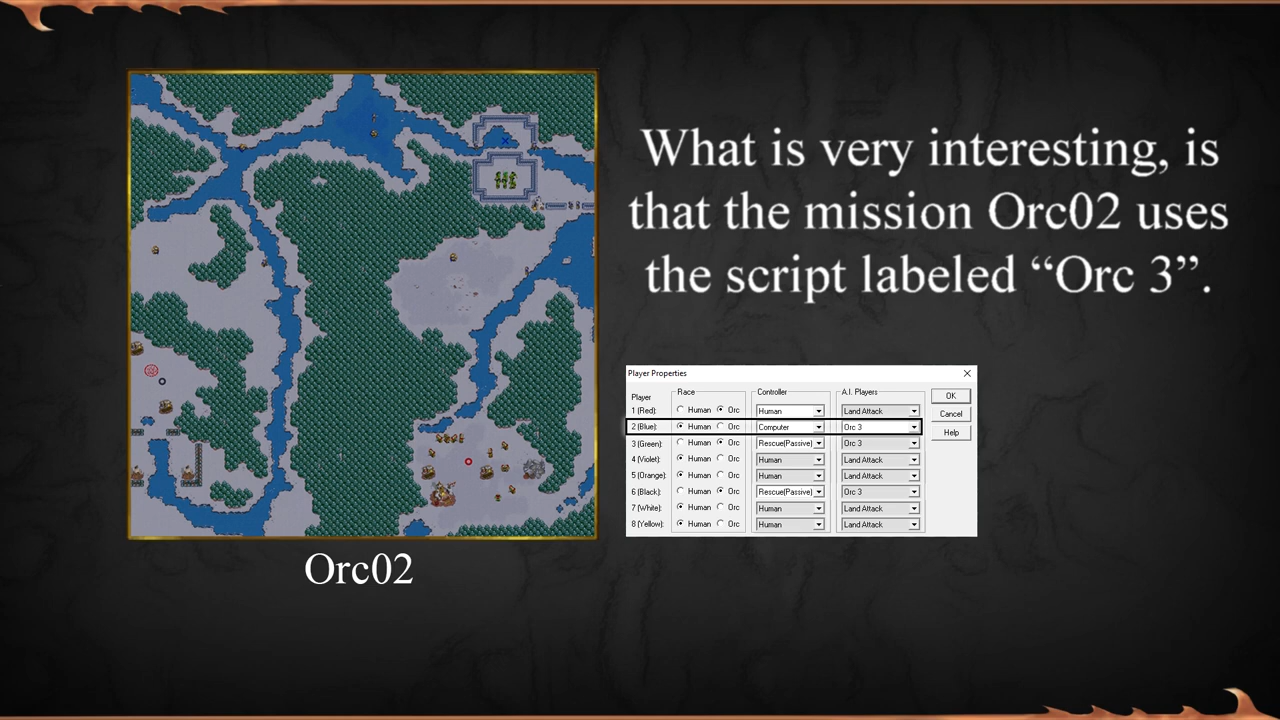 What is very interesting, is
that the mission Orc02 uses
the script labeled “Orc 3”.
Orc02
Player Properties
Player Race Controller A.I. Players
1 (Red): Human Orc Human Land Attack OK
2 (Blue): Human Orc Computer Orc 3 Cancel
3 (Green): Human Orc Rescue(Passive) Orc 3 Help
4 (Violet): Human Orc Human Land Attack
5 (Orange): Human Orc Human Land Attack
6 (Black): Human Orc Rescue(Passive) Orc 3
7 (White): Human Orc Human Land Attack
8 (Yellow): Human Orc Human Land Attack